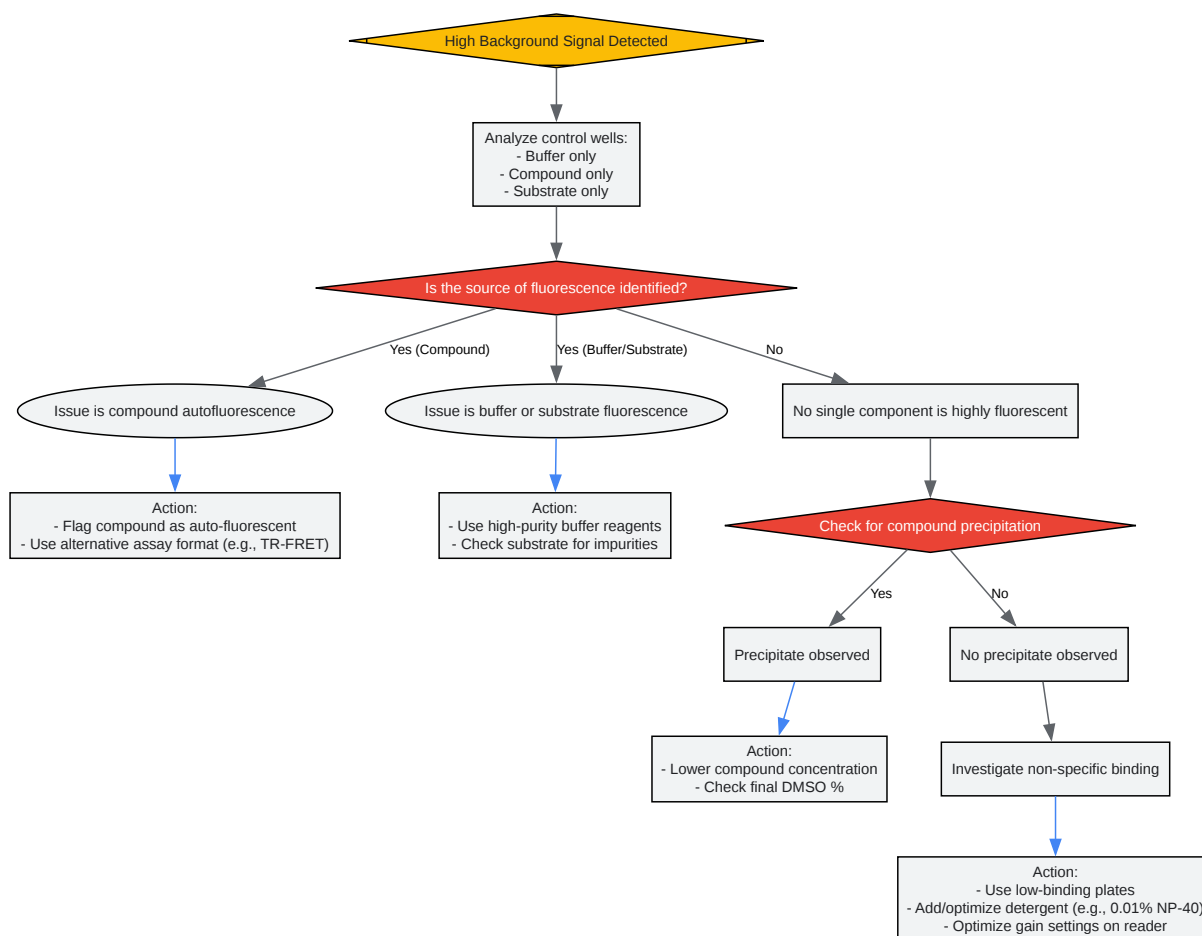 High Background Signal Detected
Analyze control wells:
- Buffer only
- Compound only
- Substrate only
Is the source of fluorescence identified?
Yes (Compound)
Yes (Buffer/Substrate)
No
Issue is compound autofluorescence
Issue is buffer or substrate fluorescence
No single component is highly fluorescent
Action:
- Flag compound as auto-fluorescent
- Use alternative assay format (e.g., TR-FRET)
Action:
- Use high-purity buffer reagents
- Check substrate for impurities
Check for compound precipitation
Yes
No
Precipitate observed
No precipitate observed
Action:
- Lower compound concentration
- Check final DMSO %
Investigate non-specific binding
Action:
- Use low-binding plates
- Add/optimize detergent (e.g., 0.01% NP-40)
- Optimize gain settings on reader